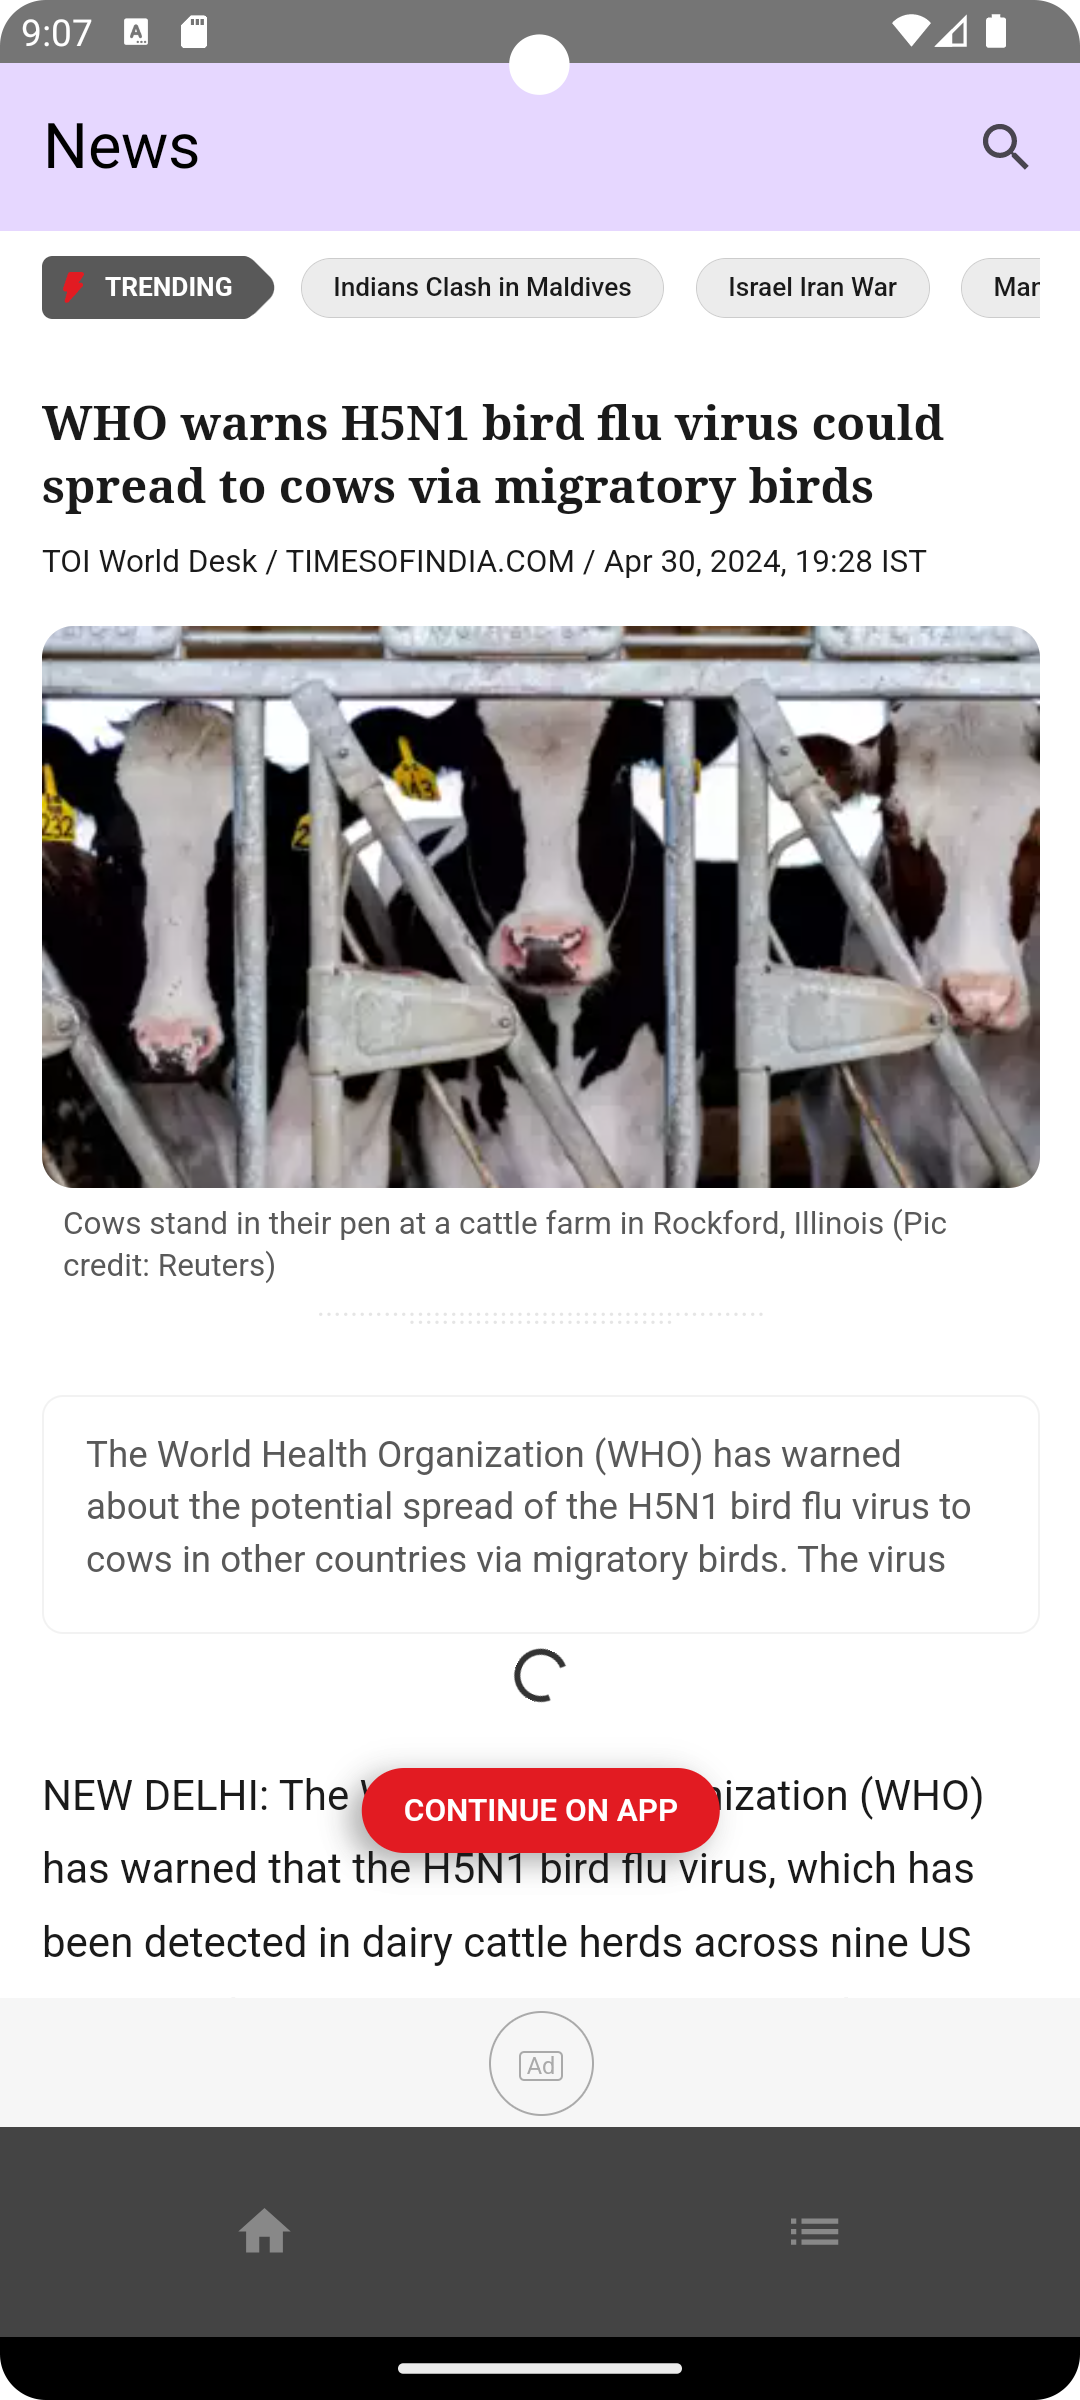 9:07
News
TRENDING
Indians Clash in Maldives
Israel Iran War
WHO warns H5N1 bird flu virus could
spread to cows via migratory birds
TOI World Desk / TIMESOFINDIA.COM / Apr 30, 2024, 19:28 IST
Cows stand in their pen at a cattle farm in Rockford, Illinois (Pic
credit: Reuters)
The World Health Organization (WHO) has warned
about the potential spread of the H5N1 bird flu virus to
cows in other countries via migratory birds. The virus
NEW DELHI: The (WHO)
CONTINUE ON APP
has warned that the H5N1 bird flu virus, which has
been detected in dairy cattle herds across nine US
Ad